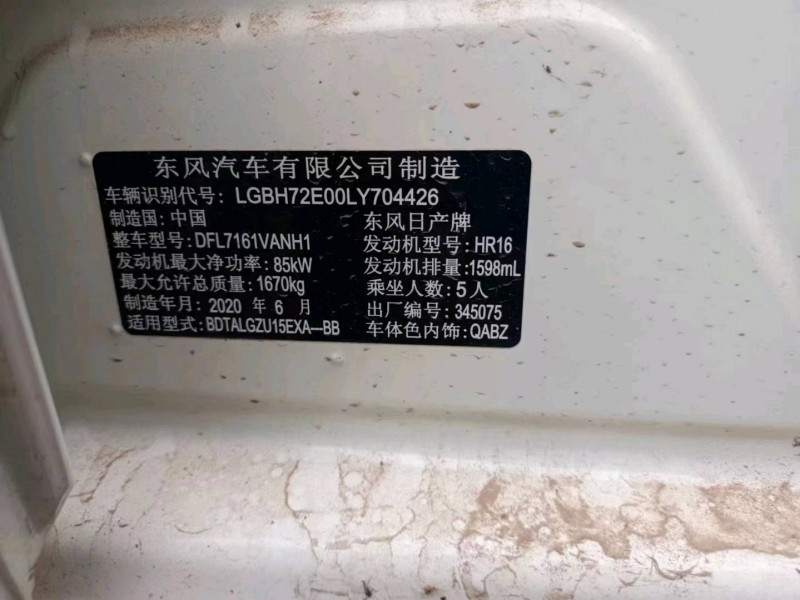 东风汽车有限公司制造
车辆识别代号: LGBH72E00LY704426
制造国: 中国 东风日产牌
整车型号: DFL7161VANH1 发动机型号: HR16
发动机最大净功率: 85kW 发动机排量: 1598mL
最大允许总质量: 1670kg 乘坐人数: 5人
制造年月: 2020 年 6 月 出厂编号: 345075
适用型式: BDTALGZU15EXA—BB 车体色内饰: QABZ